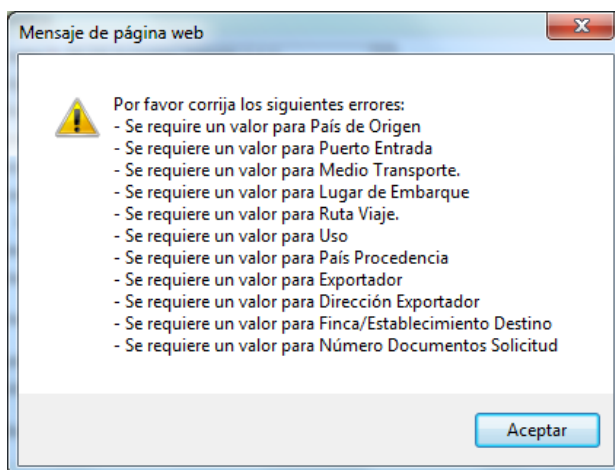 Mensaje de página web
Por favor corrija los siguientes errores:
- Se require un valor para País de Origen
- Se requiere un valor para Puerto Entrada
- Se requiere un valor para Medio Transporte.
- Se requiere un valor para Lugar de Embarque
- Se requiere un valor para Ruta Viaje.
- Se requiere un valor para Uso
- Se requiere un valor para País Procedencia
- Se requiere un valor para Exportador
- Se requiere un valor para Dirección Exportador
- Se requiere un valor para Finca/Establecimiento Destino
- Se requiere un valor para Número Documentos Solicitud
Aceptar